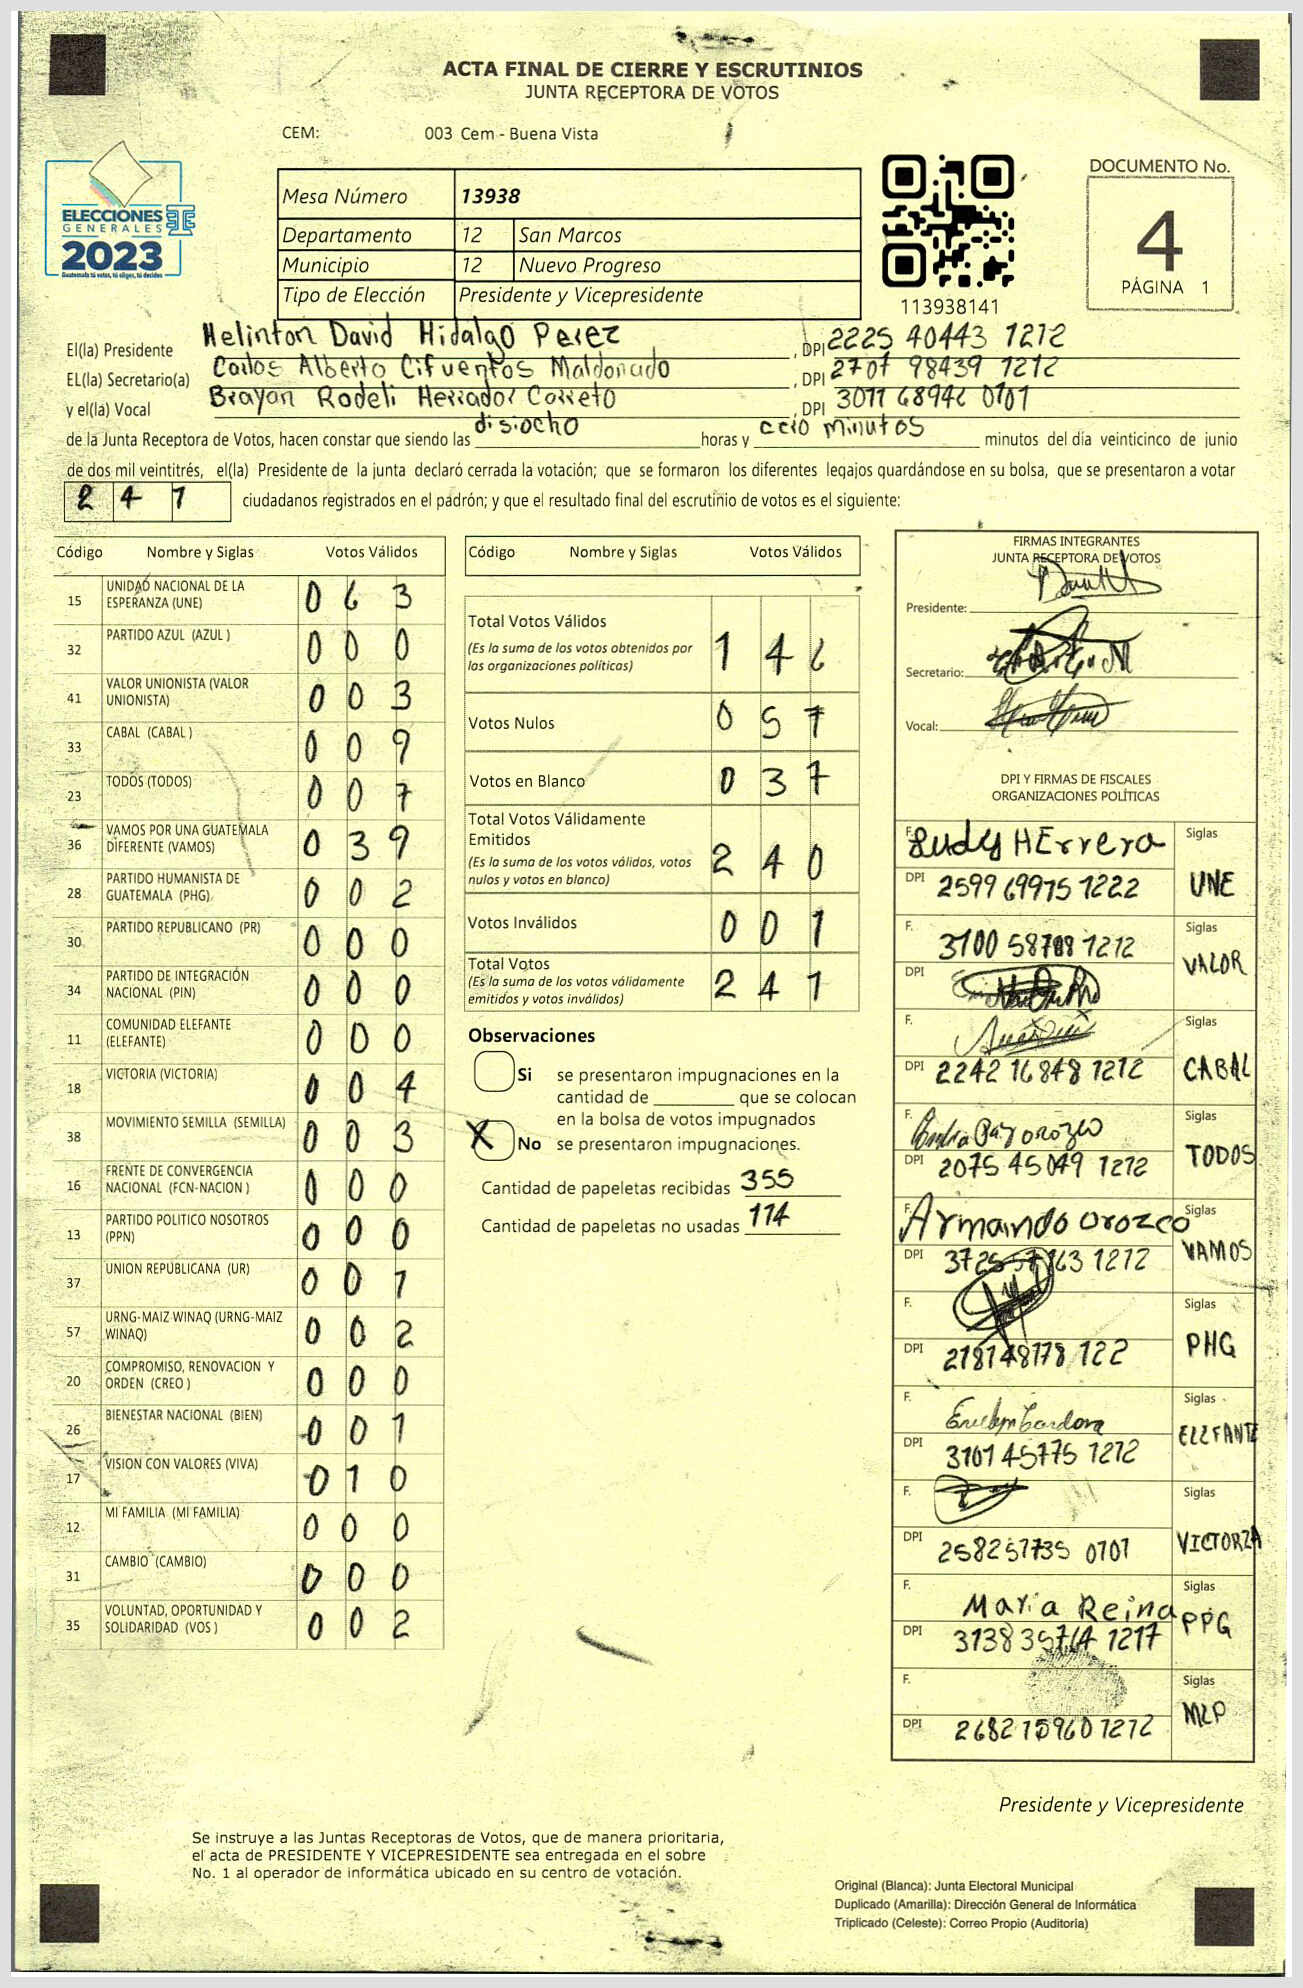 ACTA FINAL DE CIERRE Y ESCRUTINIOS
JUNTA RECEPTORA DE VOTOS
CEM: 003 Cem - Buena Vista
ELECCIONES
GENERALES
2023
Guatemala tú votas, tú eliges, tú decides
Mesa Número 13938
Departamento 12 San Marcos
Municipio 12 Nuevo Progreso
Tipo de Elección Presidente y Vicepresidente
113938141
DOCUMENTO No.
4
PÁGINA 1
El(la) Presidente Helinton David Hidalgo Perez, DPI 2225 40443 1212
EL(la) Secretario(a) Carlos Alberto Cifuentos Maldonado, DPI 2707 98439 1212
y el(la) Vocal Brayan Rodeli Herrador Correto, DPI 3011 68946 0101
de la Junta Receptora de Votos, hacen constar que siendo las disiocho horas y cero minutos minutos del día veinticinco de junio
de dos mil veintitrés, el(la) Presidente de la junta declaró cerrada la votación; que se formaron los diferentes legajos quardándose en su bolsa, que se presentaron a votar
2 4 1 ciudadanos registrados en el padrón; y que el resultado final del escrutinio de votos es el siguiente:
Código Nombre y Siglas Votos Válidos
15 UNIDAD NACIONAL DE LA ESPERANZA (UNE) 0 6 3
32 PARTIDO AZUL (AZUL ) 0 0 0
41 VALOR UNIONISTA (VALOR UNIONISTA) 0 0 3
33 CABAL (CABAL ) 0 0 9
23 TODOS (TODOS) 0 0 7
36 VAMOS POR UNA GUATEMALA DIFERENTE (VAMOS) 0 3 9
28 PARTIDO HUMANISTA DE GUATEMALA (PHG) 0 0 2
30 PARTIDO REPUBLICANO (PR) 0 0 0
34 PARTIDO DE INTEGRACIÓN NACIONAL (PIN) 0 0 0
11 COMUNIDAD ELEFANTE (ELEFANTE) 0 0 0
18 VICTORIA (VICTORIA) 0 0 4
38 MOVIMIENTO SEMILLA (SEMILLA) 0 0 3
16 FRENTE DE CONVERGENCIA NACIONAL (FCN-NACION ) 0 0 0
13 PARTIDO POLITICO NOSOTROS (PPN) 0 0 0
37 UNION REPUBLICANA (UR) 0 0 1
57 URNG-MAIZ WINAQ (URNG-MAIZ WINAQ) 0 0 2
20 COMPROMISO, RENOVACION Y ORDEN (CREO ) 0 0 0
26 BIENESTAR NACIONAL (BIEN) 0 0 1
17 VISION CON VALORES (VIVA) 0 1 0
12 MI FAMILIA (MI FAMILIA) 0 0 0
31 CAMBIO (CAMBIO) 0 0 0
35 VOLUNTAD, OPORTUNIDAD Y SOLIDARIDAD (VOS ) 0 0 2
Código Nombre y Siglas Votos Válidos
Total Votos Válidos 1 4 6
(Es la suma de los votos obtenidos por
las organizaciones políticas)
Votos Nulos 0 5 7
Votos en Blanco 0 3 7
Total Votos Válidamente
Emitidos 2 4 0
(Es la suma de los votos válidos, votos
nulos y votos en blanco)
Votos Inválidos 0 0 1
Total Votos 2 4 1
(Es la suma de los votos válidamente
emitidos y votos inválidos)
Observaciones
Si se presentaron impugnaciones en la
cantidad de ________ que se colocan
en la bolsa de votos impugnados
X No se presentaron impugnaciones.
Cantidad de papeletas recibidas 355
Cantidad de papeletas no usadas 114
FIRMAS INTEGRANTES
JUNTA RECEPTORA DE VOTOS
Presidente:
Secretario:
Vocal:
DPI Y FIRMAS DE FISCALES
ORGANIZACIONES POLÍTICAS
F. Ludy HErrera Siglas
DPI 2599 69975 1222 UNE
F. 3100 1212 Siglas
DPI VALOR
F. Siglas
DPI 2242 16848 1212 CABAL
F. Orozco Siglas
DPI 2075 45049 1212 TODOS
F. Armando Orozco Siglas
DPI 1212 VAMOS
F. Siglas
DPI PHG
F. Siglas
DPI 3101 45775 1212 ELEFANTE
F. Siglas
DPI 258257735 0101 VICTORIA
F. Maria Reina Siglas
DPI 3138 1217 PPG
F. Siglas
DPI 2682 15960 1212 MLP
Presidente y Vicepresidente
Se instruye a las Juntas Receptoras de Votos, que de manera prioritaria,
el acta de PRESIDENTE Y VICEPRESIDENTE sea entregada en el sobre
No. 1 al operador de informática ubicado en su centro de votación.
Original (Blanca): Junta Electoral Municipal
Duplicado (Amarilla): Dirección General de Informática
Triplicado (Celeste): Correo Propio (Auditoría)